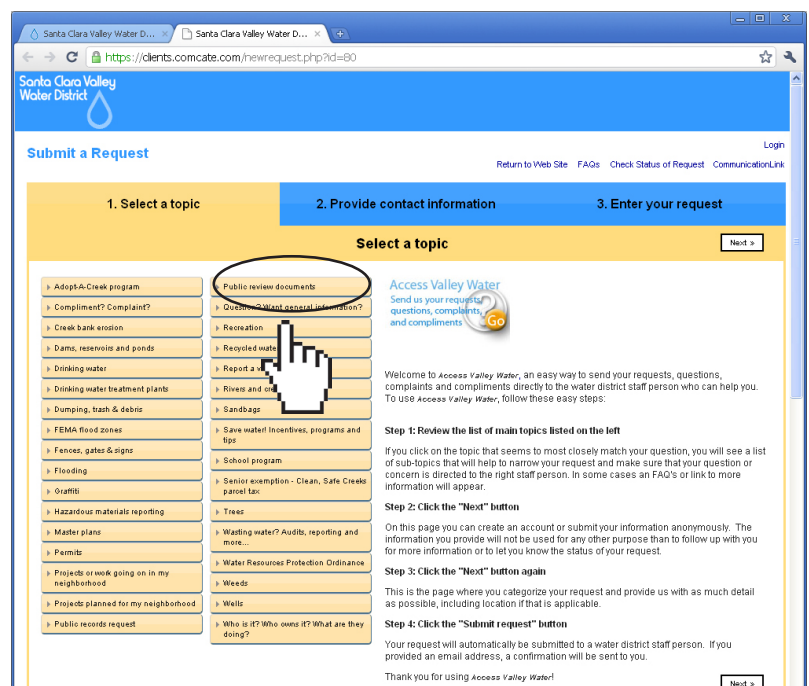 Santa Clara Valley Water D...
Santa Clara Valley Water D...
https://clients.comcate.com/newrequest.php?id=80
Santa Clara Valley
Water District
Login
Submit a Request
Return to Web Site FAQs Check Status of Request CommunicationLink
1. Select a topic 2. Provide contact information 3. Enter your request
Select a topic
Next »
Adopt-A-Creek program
Compliment? Complaint?
Creek bank erosion
Dams, reservoirs and ponds
Drinking water
Drinking water treatment plants
Dumping, trash & debris
FEMA flood zones
Fences, gates & signs
Flooding
Graffiti
Hazardous materials reporting
Master plans
Permits
Projects or work going on in my
neighborhood
Projects planned for my neighborhood
Public records request
Public review documents
Question? Want general information?
Recreation
Recycled wate
Report a
Rivers and cre
Sandbags
Save water! Incentives, programs and
tips
School program
Senior exemption - Clean, Safe Creeks
parcel tax
Trees
Wasting water? Audits, reporting and
more...
Water Resources Protection Ordinance
Weeds
Wells
Who is it? Who owns it? What are they
doing?
Access Valley Water
Send us your requests,
questions, complaints,
and compliments
Go
Welcome to Access Valley Water, an easy way to send your requests, questions,
complaints and compliments directly to the water district staff person who can help you.
To use Access Valley Water, follow these easy steps:
Step 1: Review the list of main topics listed on the left
If you click on the topic that seems to most closely match your question, you will see a list
of sub-topics that will help to narrow your request and make sure that your question or
concern is directed to the right staff person. In some cases an FAQ's or link to more
information will appear.
Step 2: Click the "Next" button
On this page you can create an account or submit your information anonymously. The
information you provide will not be used for any other purpose than to follow up with you
for more information or to let you know the status of your request.
Step 3: Click the "Next" button again
This is the page where you categorize your request and provide us with as much detail
as possible, including location if that is applicable.
Step 4: Click the "Submit request" button
Your request will automatically be submitted to a water district staff person. If you
provided an email address, a confirmation will be sent to you.
Thank you for using Access Valley Water!
Next »